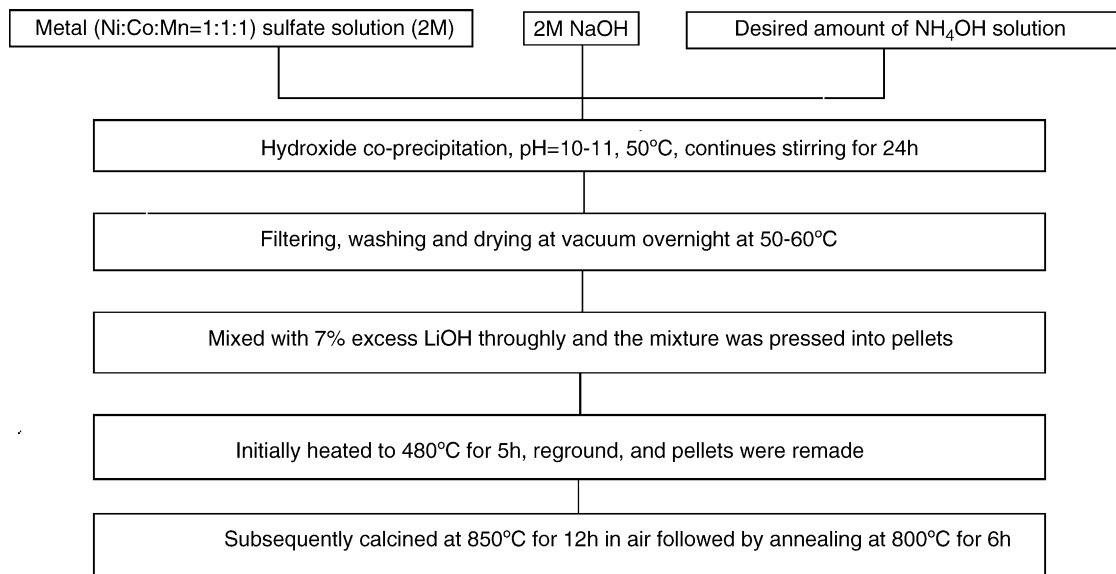 Metal (Ni:Co:Mn=1:1:1) sulfate solution (2M)
2M NaOH
Desired amount of NH₄OH solution
Hydroxide co-precipitation, pH=10-11, 50ºC, continues stirring for 24h
Filtering, washing and drying at vacuum overnight at 50-60ºC
Mixed with 7% excess LiOH throughly and the mixture was pressed into pellets
Initially heated to 480ºC for 5h, reground, and pellets were remade
Subsequently calcined at 850ºC for 12h in air followed by annealing at 800ºC for 6h